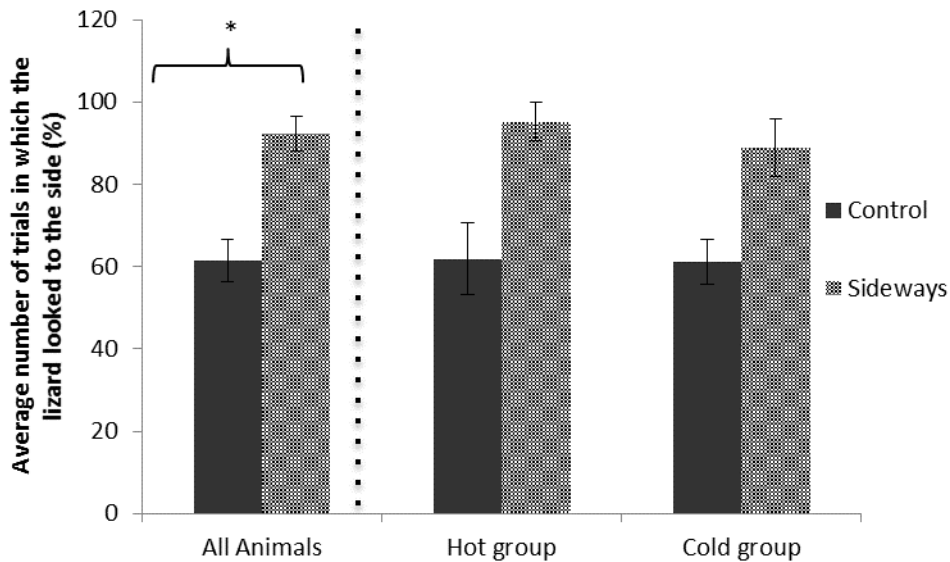 Average number of trials in which the
lizard looked to the side (%)
120
100
80
60
40
20
0
*
All Animals
Hot group
Cold group
Control
Sideways